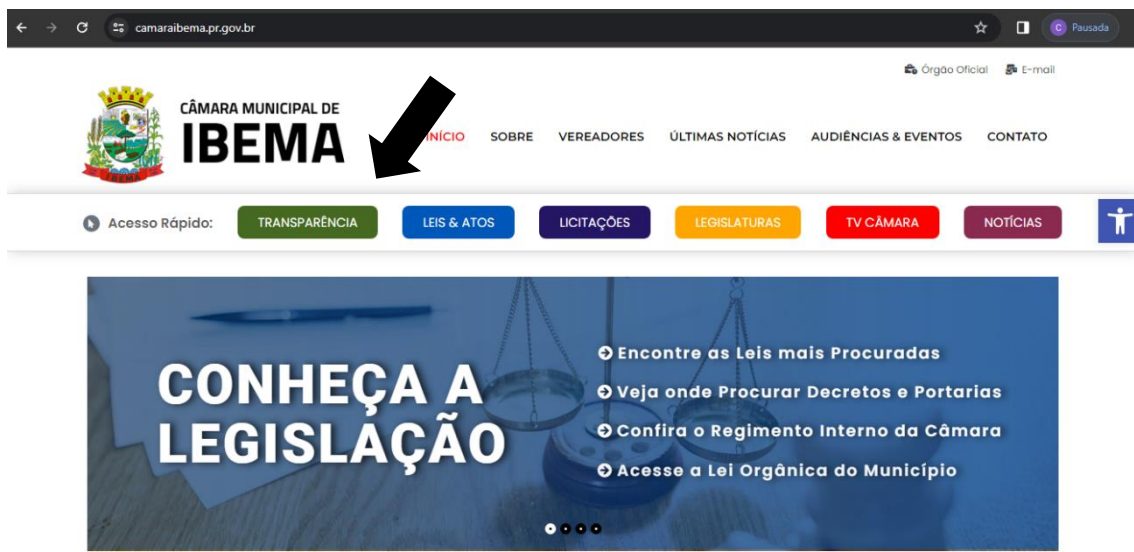 camaraibema.pr.gov.br
C Pausada
Órgão Oficial E-mail
CÂMARA MUNICIPAL DE
IBEMA
INÍCIO SOBRE VEREADORES ÚLTIMAS NOTÍCIAS AUDIÊNCIAS & EVENTOS CONTATO
IBEMA
Acesso Rápido: TRANSPARÊNCIA LEIS & ATOS LICITAÇÕES LEGISLATURAS TV CÂMARA NOTÍCIAS
CONHEÇA A
LEGISLAÇÃO
Encontre as Leis mais Procuradas
Veja onde Procurar Decretos e Portarias
Confira o Regimento Interno da Câmara
Acesse a Lei Orgânica do Município